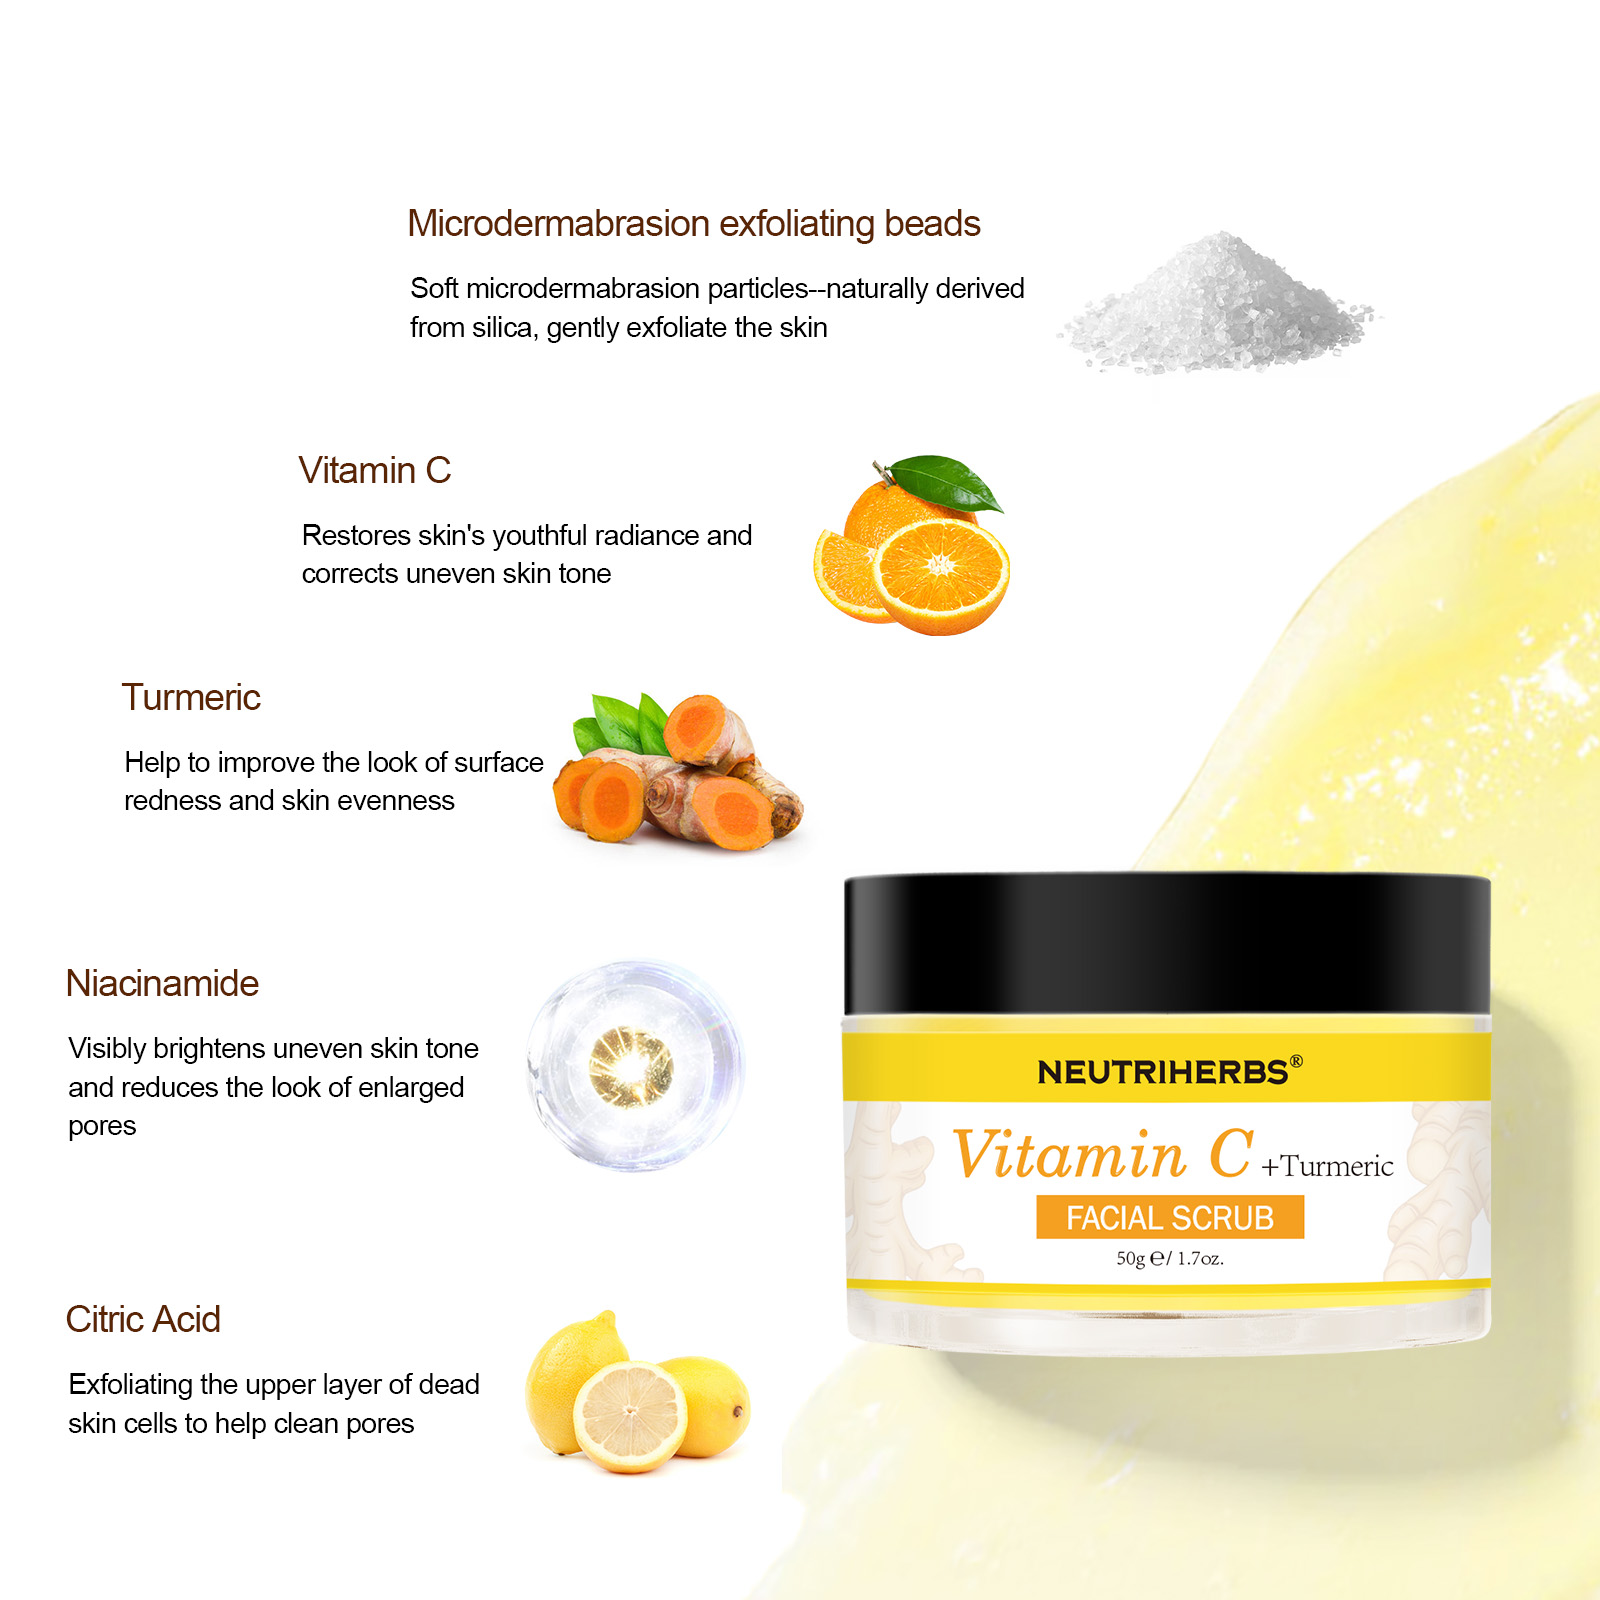 Microdermabrasion exfoliating beads
Soft microdermabrasion particles--naturally derived
from silica, gently exfoliate the skin
Vitamin C
Restores skin's youthful radiance and
corrects uneven skin tone
Turmeric
Help to improve the look of surface
redness and skin evenness
Niacinamide
Visibly brightens uneven skin tone
and reduces the look of enlarged
pores
Citric Acid
Exfoliating the upper layer of dead
skin cells to help clean pores
NEUTRIHERBS®
Vitamin C +Turmeric
FACIAL SCRUB
50g ℮/ 1.7oz.